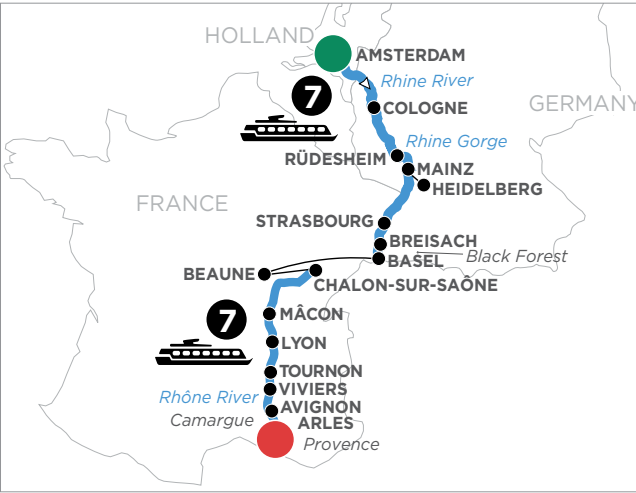 HOLLAND
AMSTERDAM
Rhine River
7
COLOGNE
GERMANY
Rhine Gorge
RÜDESHEIM
MAINZ
HEIDELBERG
FRANCE
STRASBOURG
BREISACH
BASEL
Black Forest
BEAUNE
CHALON-SUR-SAÔNE
7
MÂCON
LYON
TOURNON
VIVIERS
Rhône River
AVIGNON
Camargue
ARLES
Provence